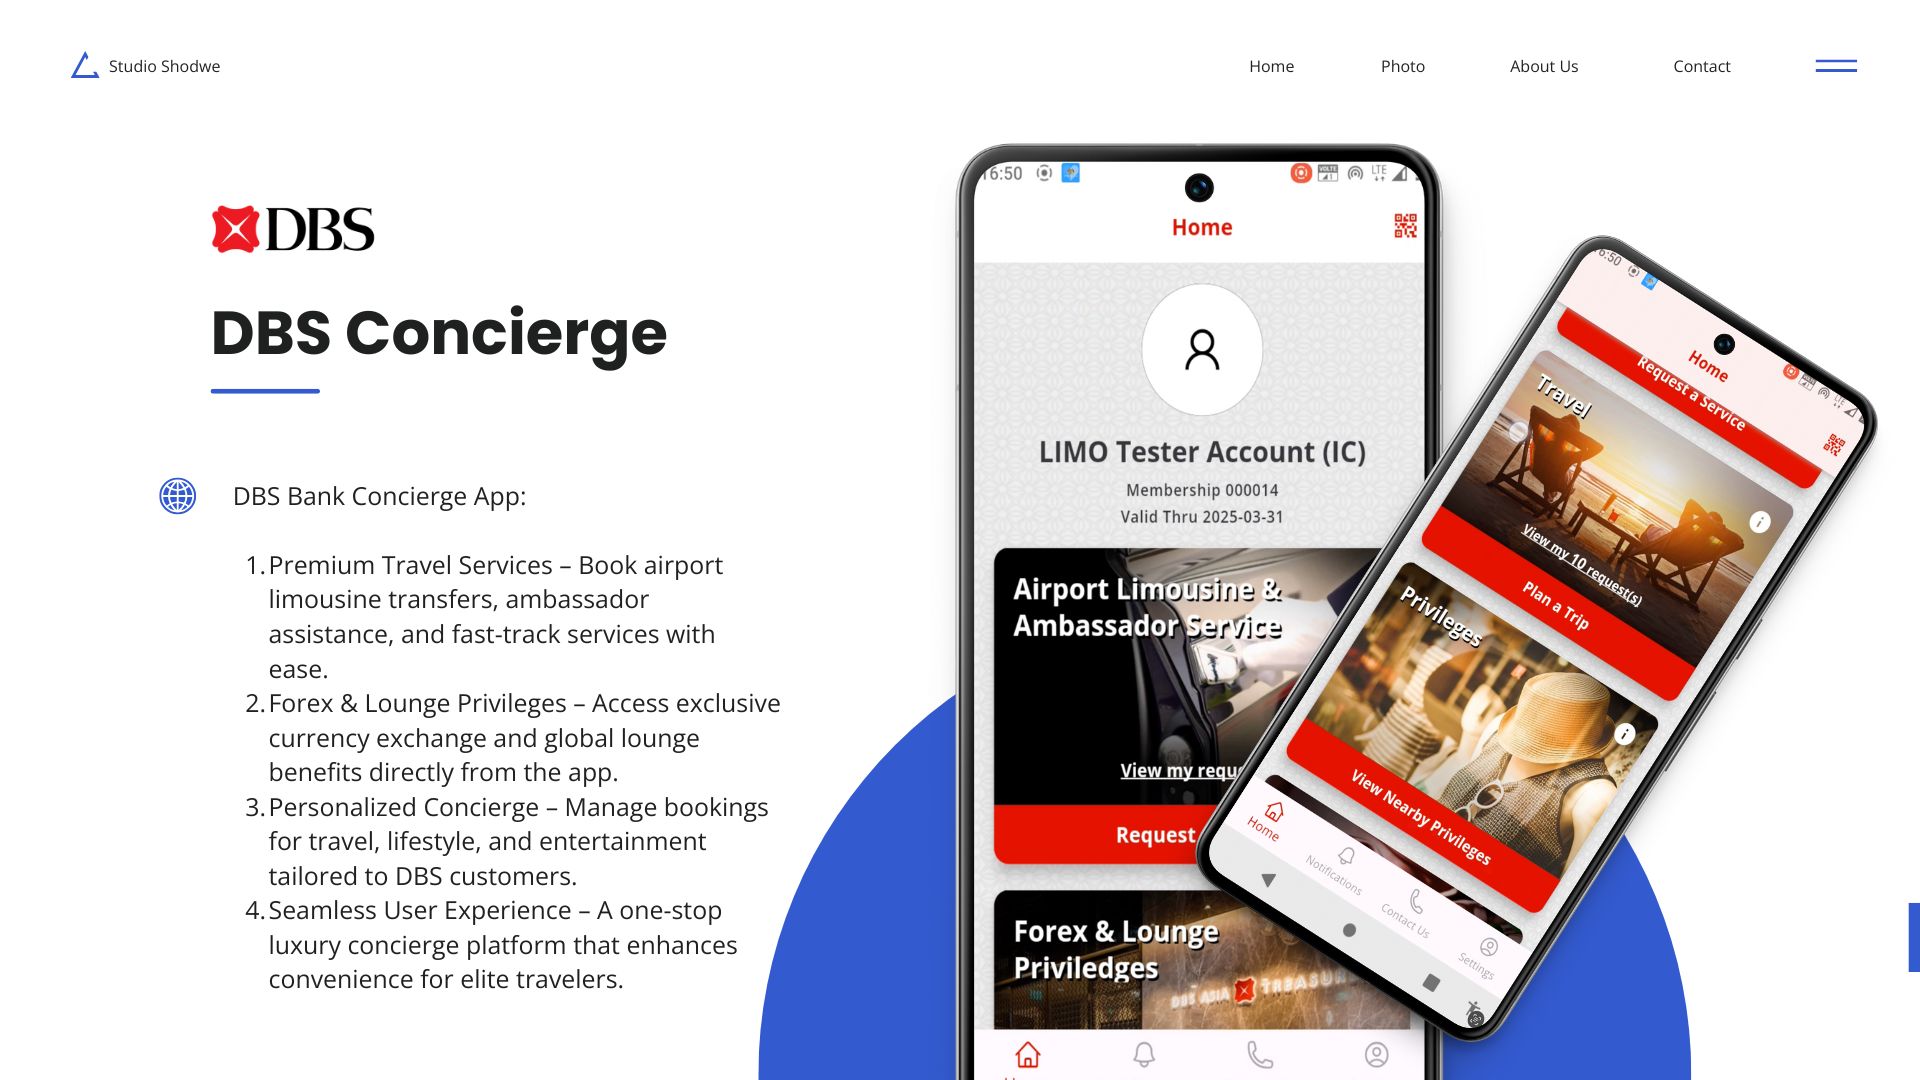 Studio Shodwe
Home
Photo
About Us
Contact
DBS
DBS Concierge
DBS Bank Concierge App:
1. Premium Travel Services – Book airport
limousine transfers, ambassador
assistance, and fast-track services with
ease.
2. Forex & Lounge Privileges – Access exclusive
currency exchange and global lounge
benefits directly from the app.
3. Personalized Concierge – Manage bookings
for travel, lifestyle, and entertainment
tailored to DBS customers.
4. Seamless User Experience – A one-stop
luxury concierge platform that enhances
convenience for elite travelers.
16:50
VOLTE
LTE
Home
LIMO Tester Account (IC)
Membership 000014
Valid Thru 2025-03-31
Airport Limousine &
Ambassador Service
View my requ
Request
Forex & Lounge
Priviledges
DBS ASIA TREASUR
6:50
LTE
Home
Request a Service
Travel
View my 10 request(s)
Plan a Trip
Privileges
View Nearby Privileges
Home
Notifications
Contact Us
Settings